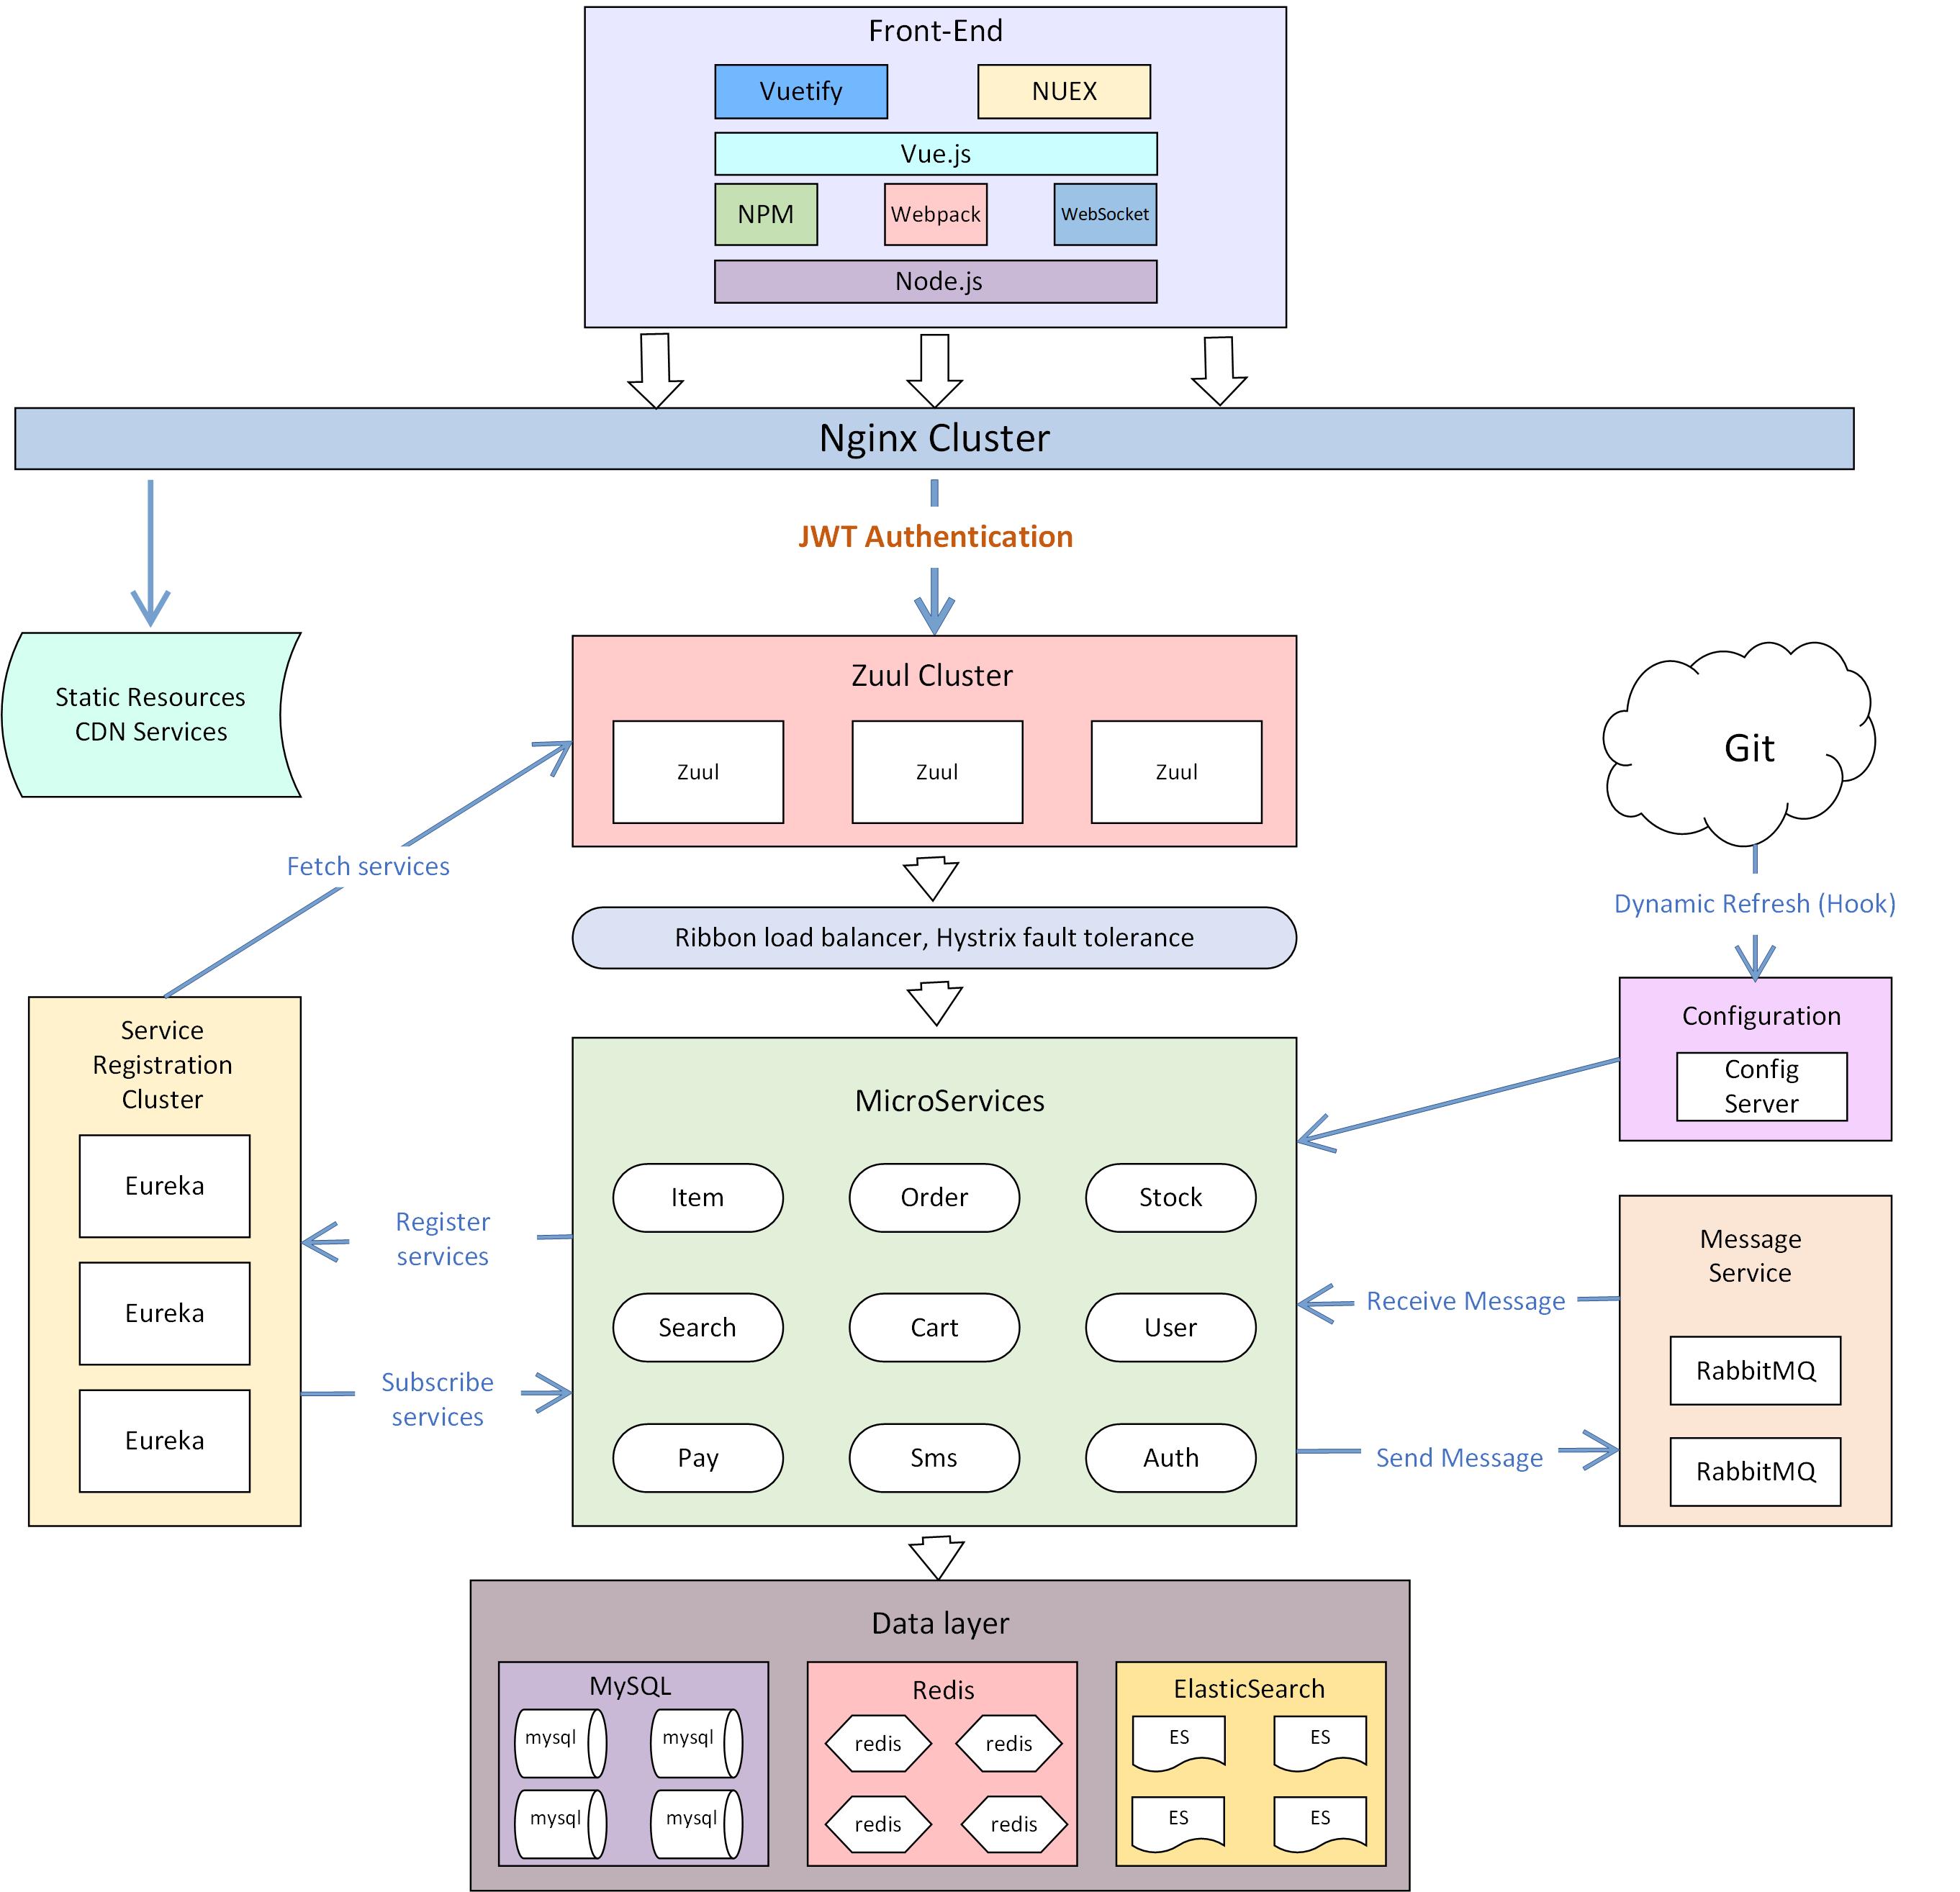 Front-End
Vuetify
NUEX
Vue.js
NPM
Webpack
WebSocket
Node.js
Nginx Cluster
JWT Authentication
Static Resources
CDN Services
Zuul Cluster
Zuul
Zuul
Zuul
Git
Fetch services
Dynamic Refresh (Hook)
Ribbon load balancer, Hystrix fault tolerance
Service
Registration
Cluster
Eureka
Eureka
Eureka
Register
services
Subscribe
services
MicroServices
Item
Order
Stock
Search
Cart
User
Pay
Sms
Auth
Configuration
Config
Server
Message
Service
RabbitMQ
RabbitMQ
Receive Message
Send Message
Data layer
MySQL
mysql
mysql
mysql
mysql
Redis
redis
redis
redis
redis
ElasticSearch
ES
ES
ES
ES